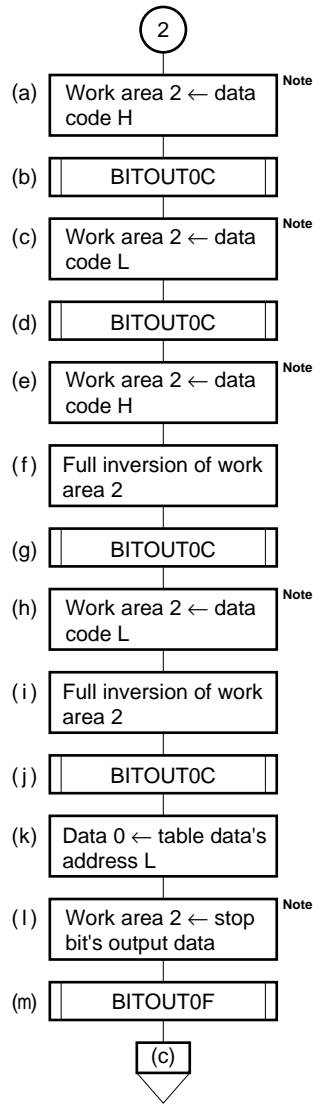 2
(a) Work area 2 ← data Note
code H
(b) BITOUT0C
(c) Work area 2 ← data Note
code L
(d) BITOUT0C
(e) Work area 2 ← data Note
code H
(f) Full inversion of work
area 2
(g) BITOUT0C
(h) Work area 2 ← data Note
code L
(i) Full inversion of work
area 2
(j) BITOUT0C
(k) Data 0 ← table data's
address L
(l) Work area 2 ← stop Note
bit's output data
(m) BITOUT0F
(c)